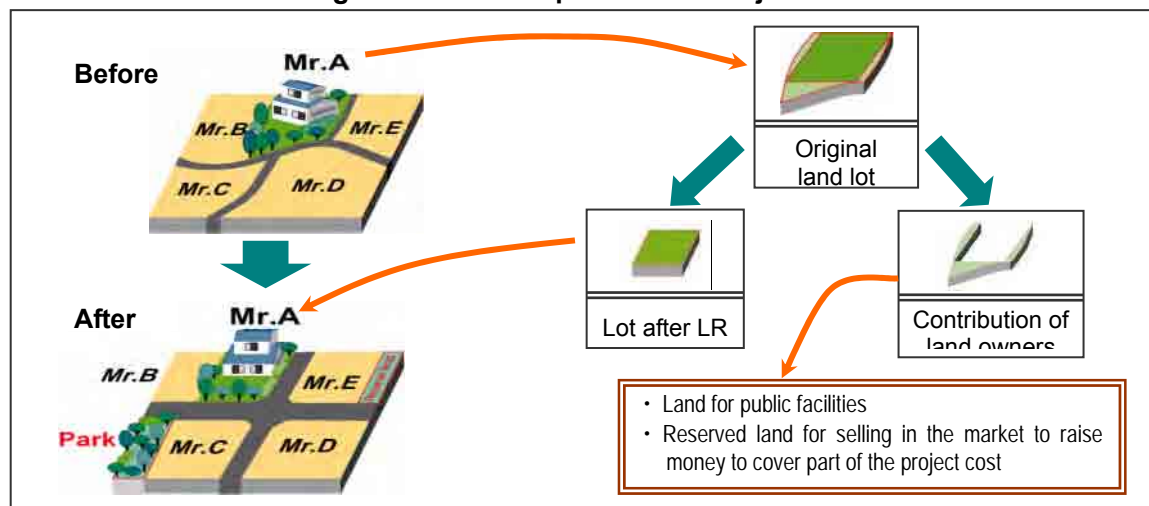 Before
Mr.A
Mr.B
Mr.E
Mr.C
Mr.D
Original
land lot
Lot after LR
Contribution of
land owners
After
Mr.A
Mr.B
Mr.E
Park
Mr.C
Mr.D
・ Land for public facilities
・ Reserved land for selling in the market to raise
money to cover part of the project cost